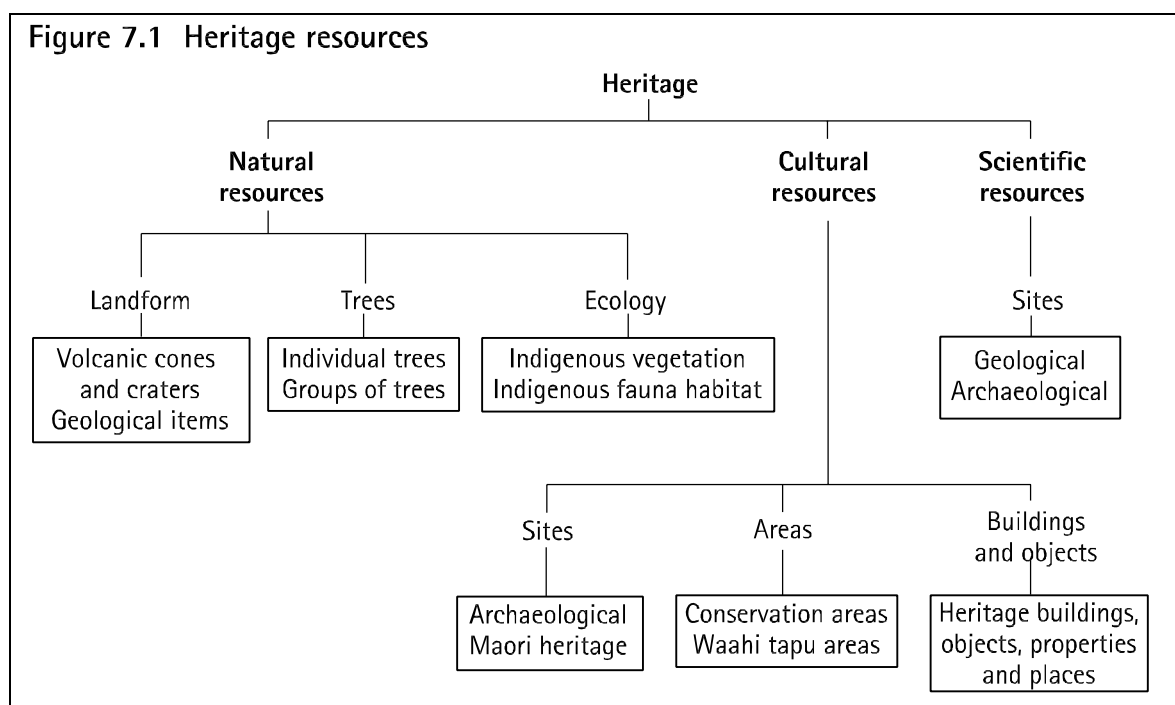 Figure 7.1 Heritage resources
Heritage
Natural
resources
Cultural
resources
Scientific
resources
Landform
Trees
Ecology
Sites
Volcanic cones
and craters
Geological items
Individual trees
Groups of trees
Indigenous vegetation
Indigenous fauna habitat
Geological
Archaeological
Sites
Areas
Buildings
and objects
Archaeological
Maori heritage
Conservation areas
Waahi tapu areas
Heritage buildings,
objects, properties
and places